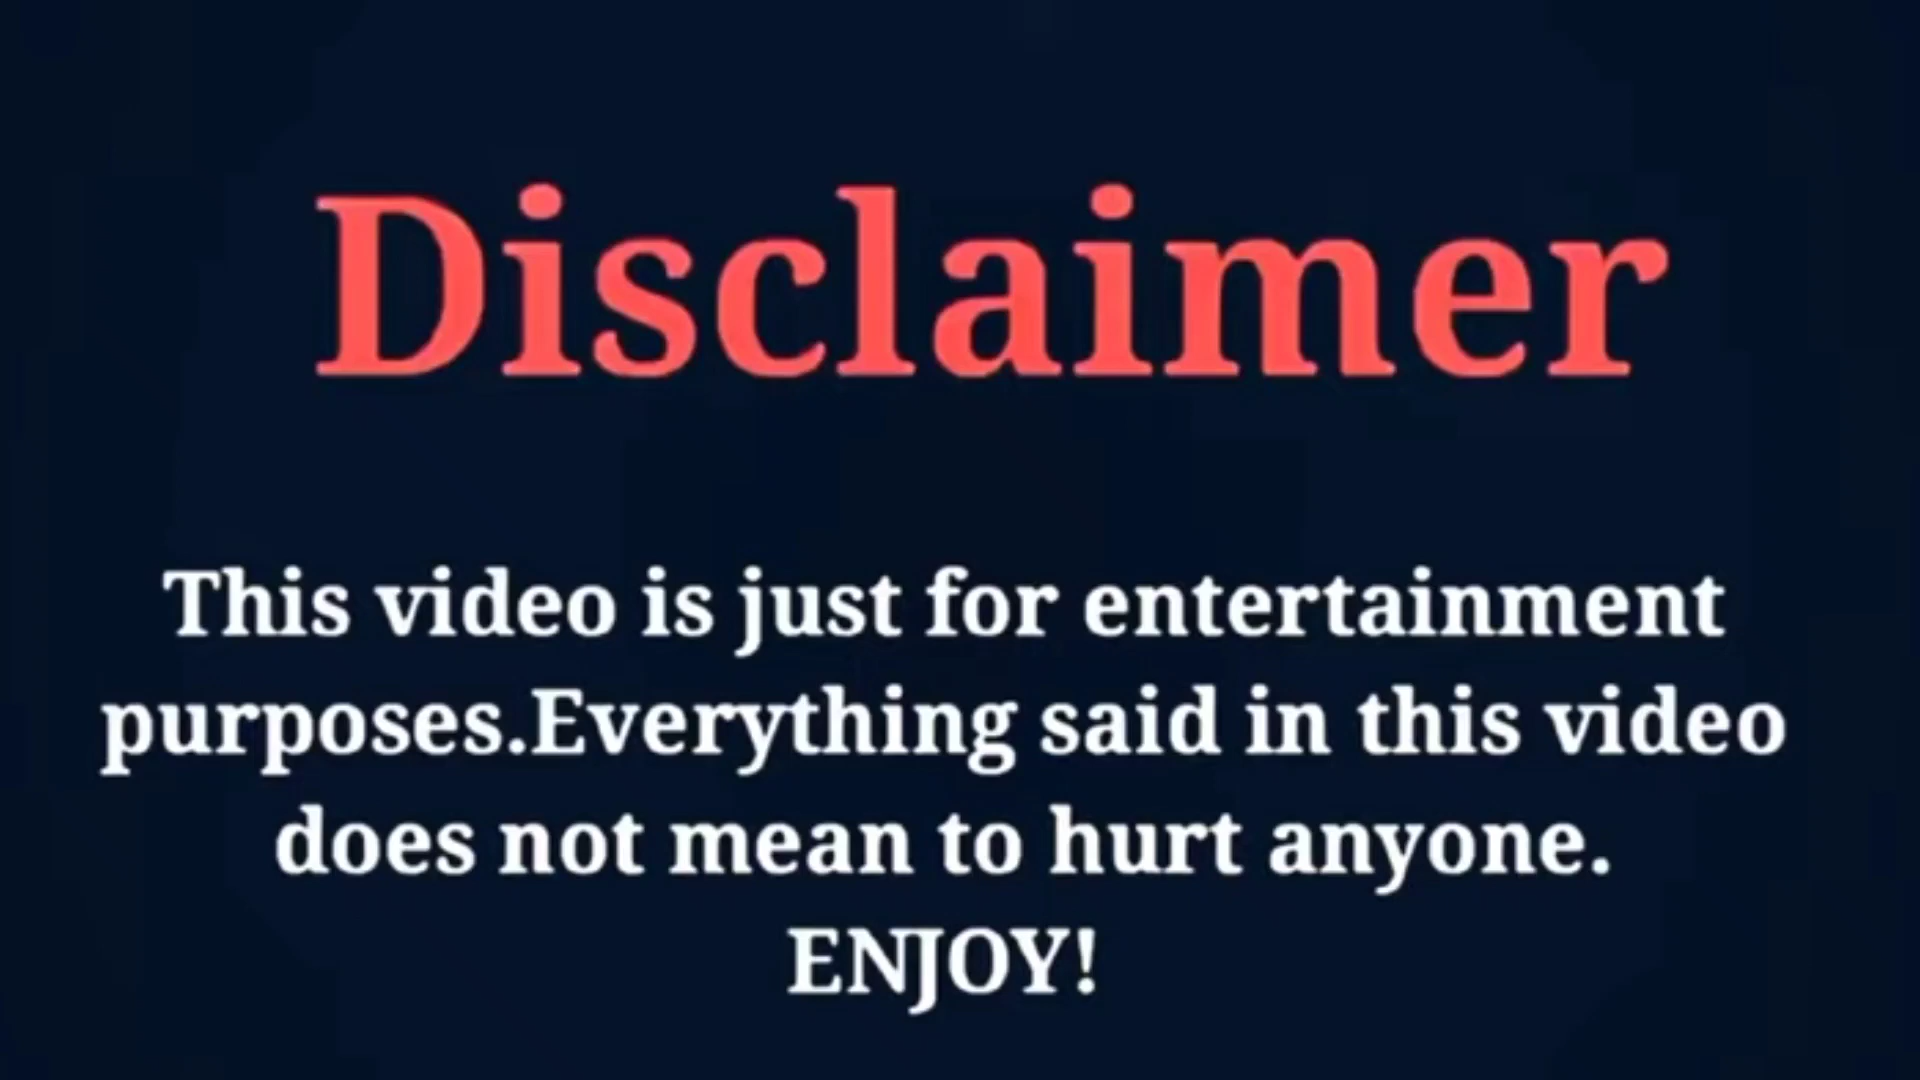 Disclaimer
This video is just for entertainment
purposes.Everything said in this video
does not mean to hurt anyone.
ENJOY!